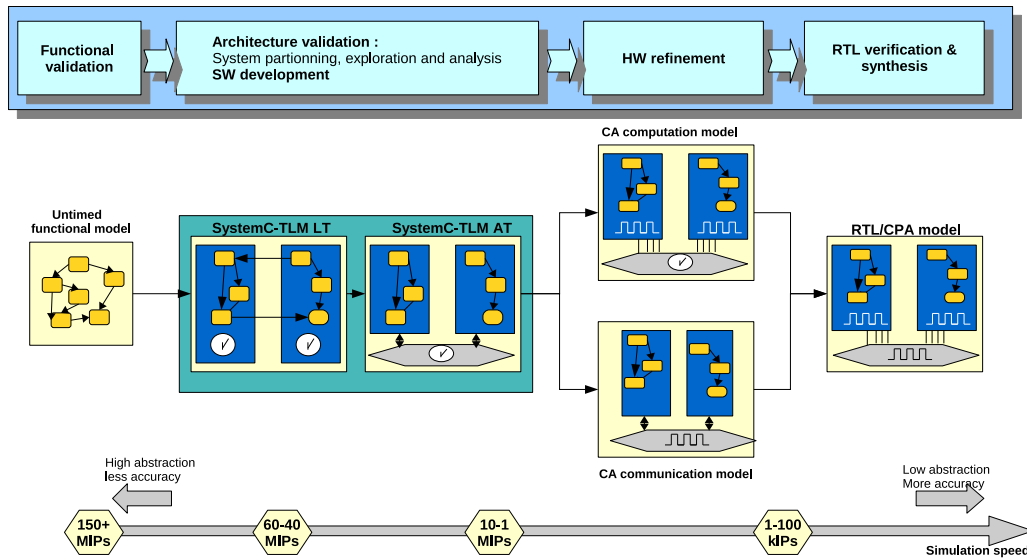 Functional
validation
Architecture validation :
System partionning, exploration and analysis
SW development
HW refinement
RTL verification &
synthesis
CA computation model
Untimed
functional model
SystemC-TLM LT
SystemC-TLM AT
RTL/CPA model
CA communication model
High abstraction
less accuracy
Low abstraction
More accuracy
150+
MIPs
60-40
MIPs
10-1
MIPs
1-100
kIPs
Simulation speed